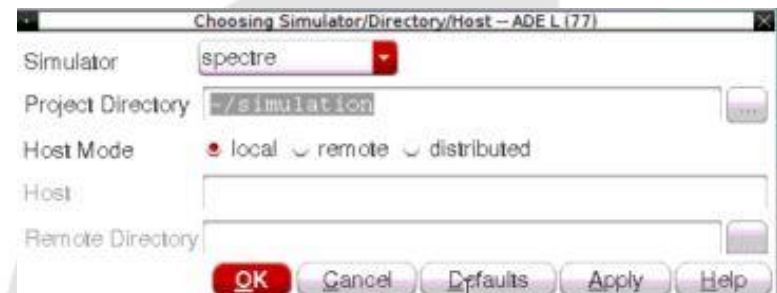 Choosing Simulator/Directory/Host -- ADE L (77)
Simulator spectre
Project Directory ~/simulation ...
Host Mode local remote distributed
Host
Remote Directory
OK Cancel Defaults Apply Help